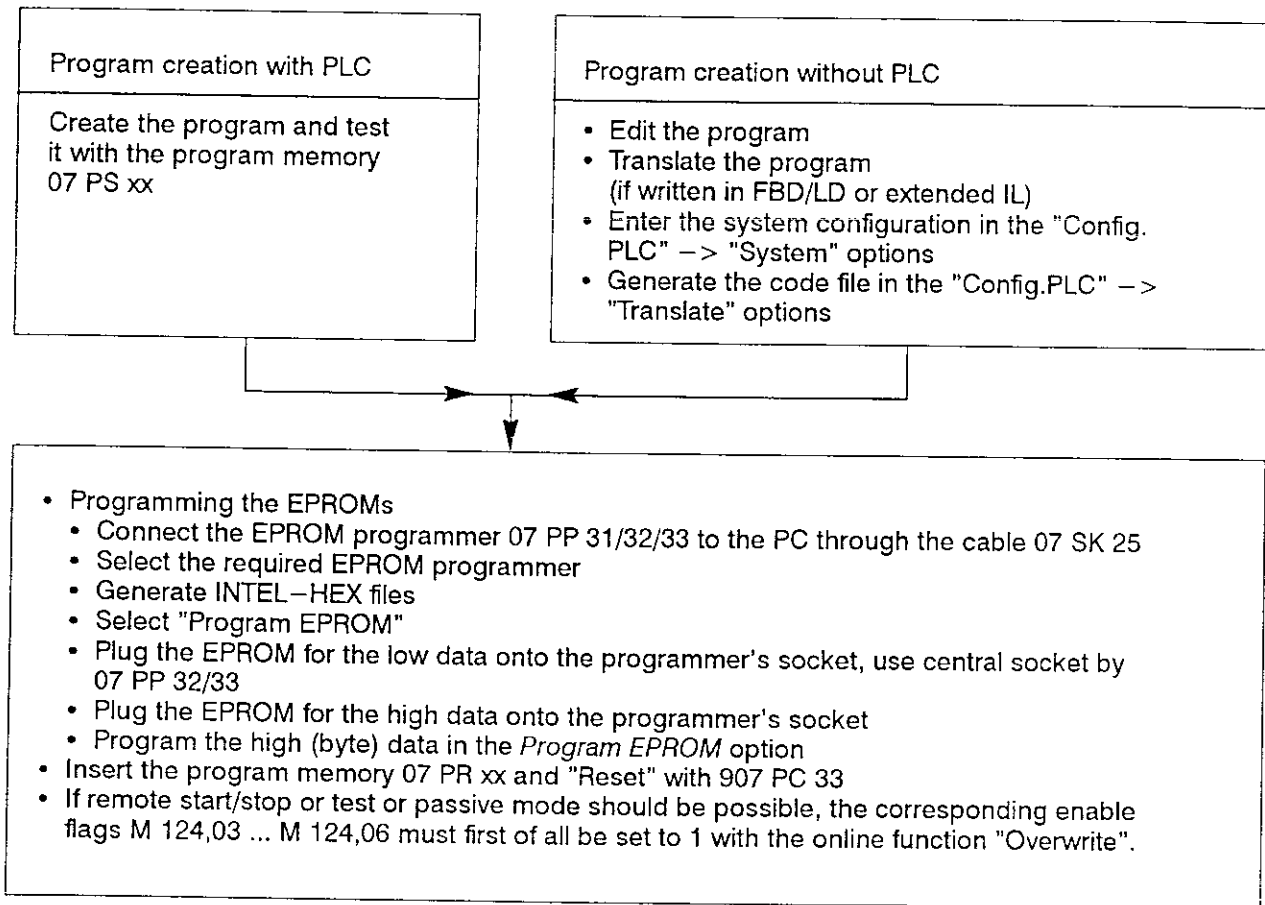 Program creation with PLC
Create the program and test
it with the program memory
07 PS xx
Program creation without PLC
• Edit the program
• Translate the program
(if written in FBD/LD or extended IL)
• Enter the system configuration in the "Config.
PLC" −> "System" options
• Generate the code file in the "Config.PLC" −>
"Translate" options
• Programming the EPROMs
• Connect the EPROM programmer 07 PP 31/32/33 to the PC through the cable 07 SK 25
• Select the required EPROM programmer
• Generate INTEL−HEX files
• Select "Program EPROM"
• Plug the EPROM for the low data onto the programmer's socket, use central socket by
07 PP 32/33
• Plug the EPROM for the high data onto the programmer's socket
• Program the high (byte) data in the Program EPROM option
• Insert the program memory 07 PR xx and "Reset" with 907 PC 33
• If remote start/stop or test or passive mode should be possible, the corresponding enable
flags M 124,03 ... M 124,06 must first of all be set to 1 with the online function "Overwrite".